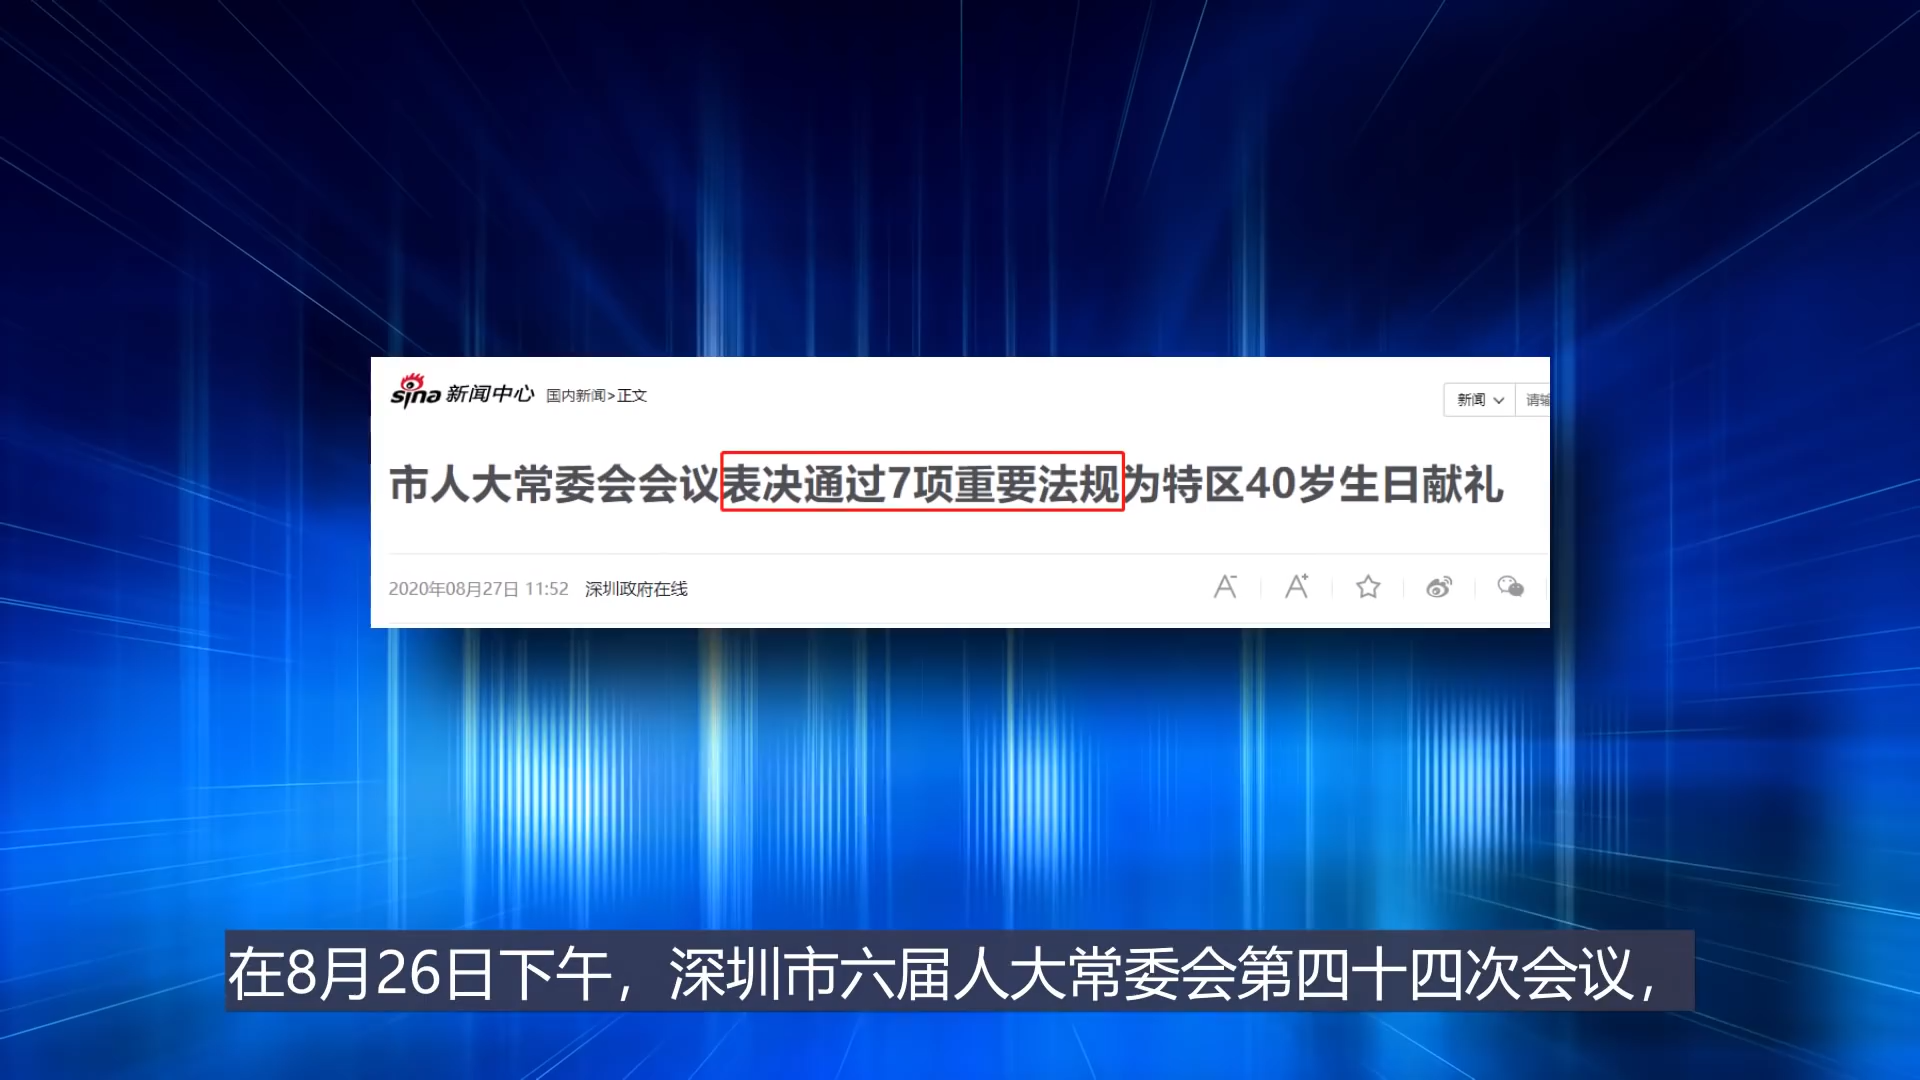 sina 新闻中心 国内新闻>正文
新闻 请输
市人大常委会会议表决通过7项重要法规为特区40岁生日献礼
2020年08月27日 11:52 深圳政府在线
A- A+
在8月26日下午，深圳市六届人大常委会第四十四次会议，